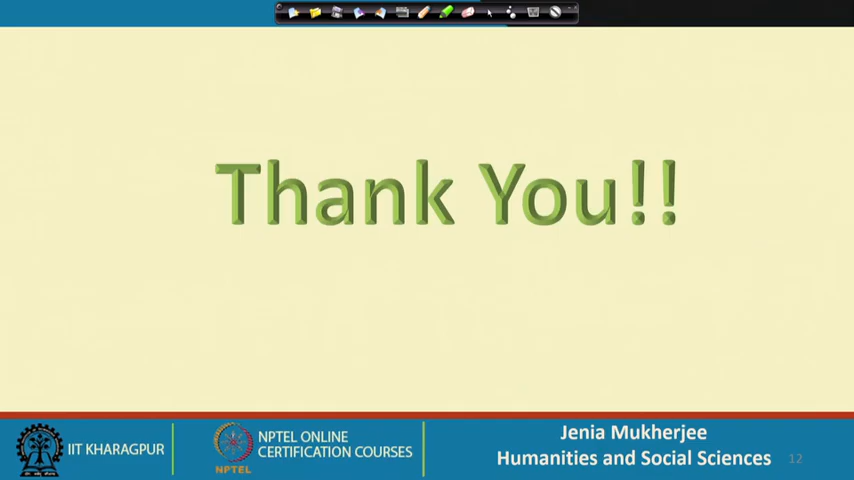 Thank You!!
IIT KHARAGPUR
NPTEL
NPTEL ONLINE
CERTIFICATION COURSES
Jenia Mukherjee
Humanities and Social Sciences
12